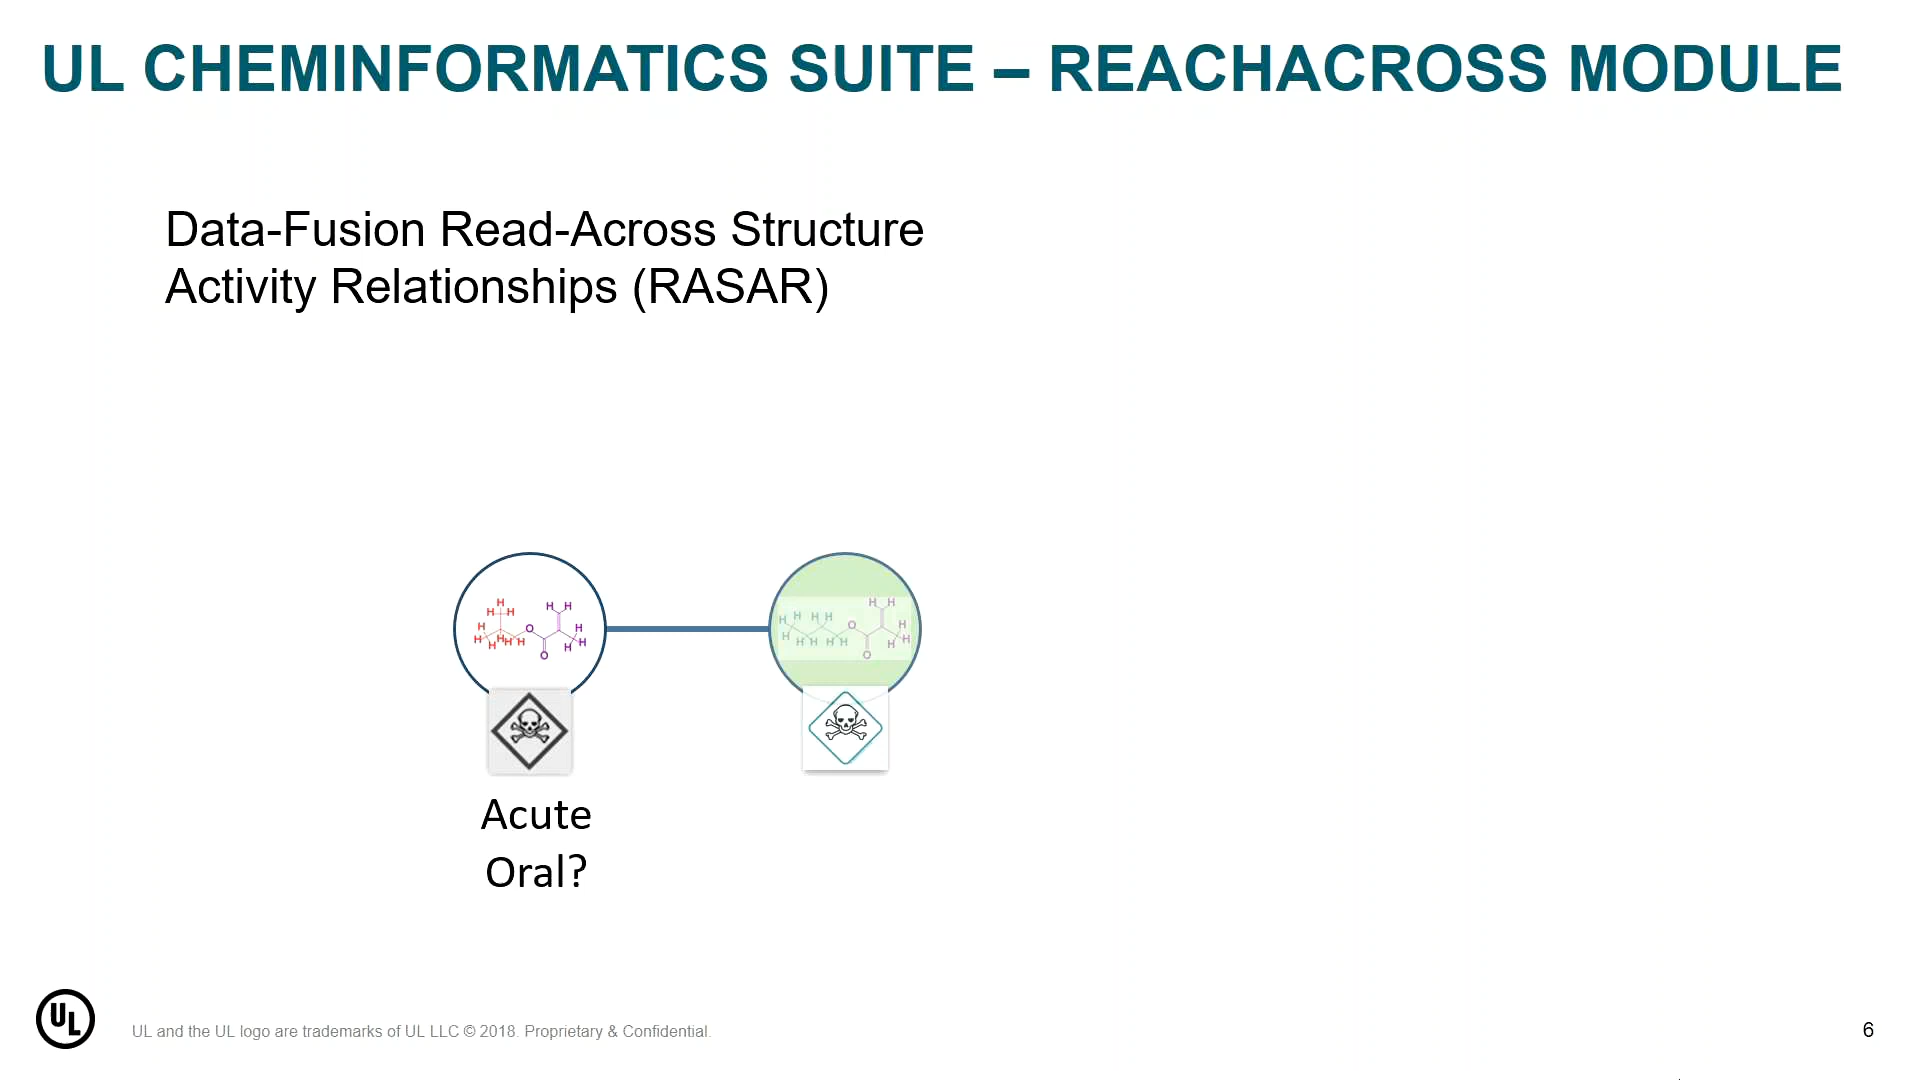 UL CHEMINFORMATICS SUITE – REACHACROSS MODULE
Data-Fusion Read-Across Structure
Activity Relationships (RASAR)
Acute
Oral?
UL
UL and the UL logo are trademarks of UL LLC © 2018. Proprietary & Confidential.
6